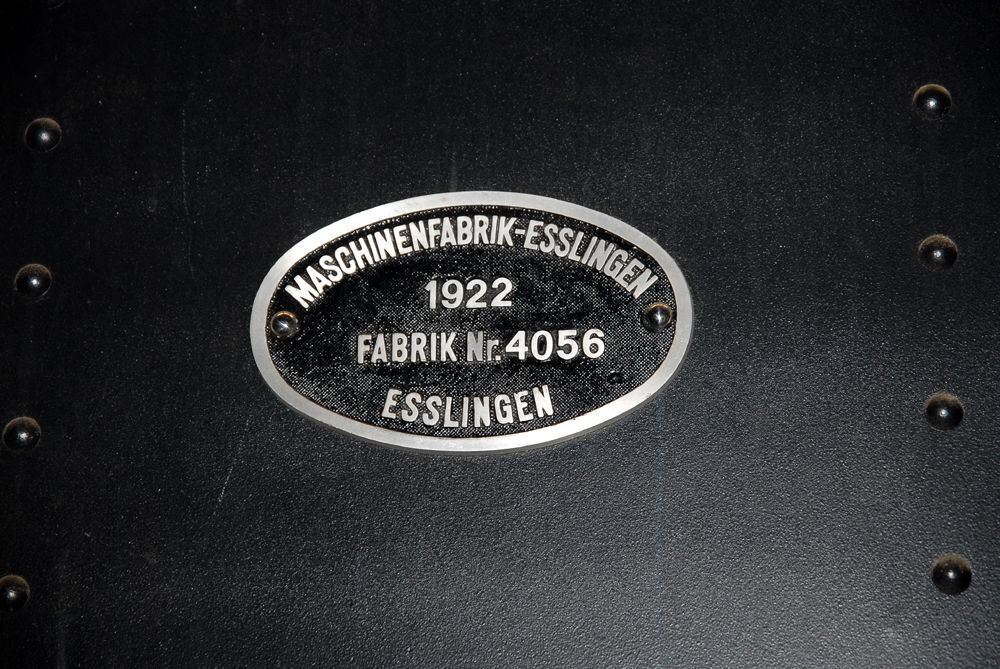 MASCHINENFABRIK-ESSLINGEN
1922
FABRIK Nr. 4056
ESSLINGEN